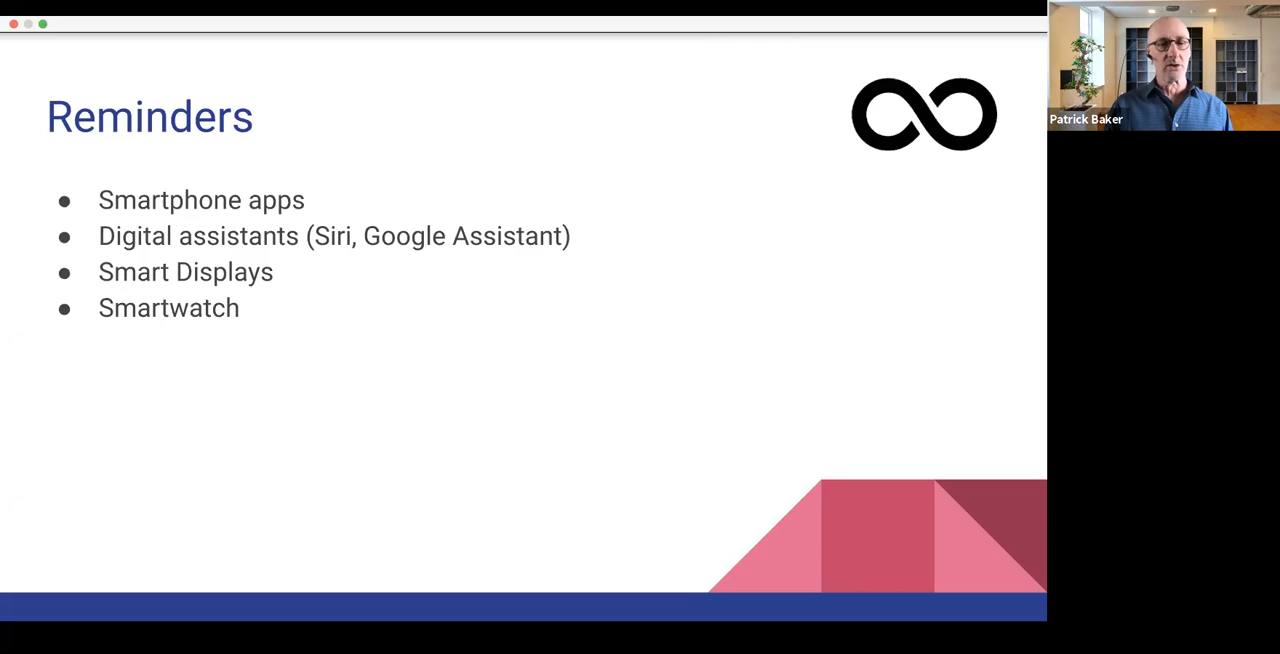 Reminders
Smartphone apps
Digital assistants (Siri, Google Assistant)
Smart Displays
Smartwatch
Patrick Baker